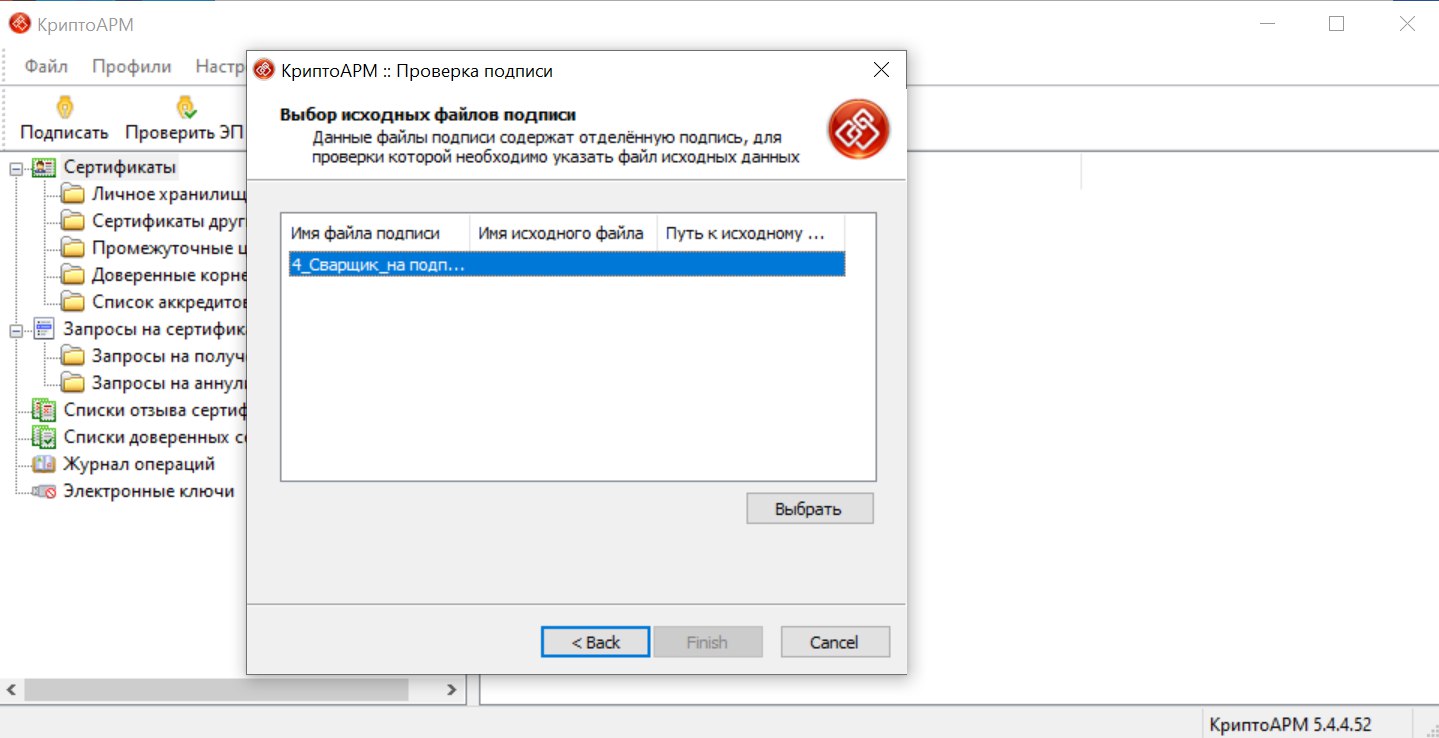 КриптоАРМ
Файл Профили Настр
Подписать Проверить ЭП
Сертификаты
Личное хранилищ
Сертификаты друг
Промежуточные ц
Доверенные корне
Список аккредитов
Запросы на сертифик
Запросы на получ
Запросы на аннул
Списки отзыва сертиф
Списки доверенных с
Журнал операций
Электронные ключи
КриптоАРМ :: Проверка подписи
Выбор исходных файлов подписи
Данные файлы подписи содержат отделённую подпись, для
проверки которой необходимо указать файл исходных данных
Имя файла подписи Имя исходного файла Путь к исходному ...
4_Сварщик_на подп...
Выбрать
< Back Finish Cancel
КриптоАРМ 5.4.4.52